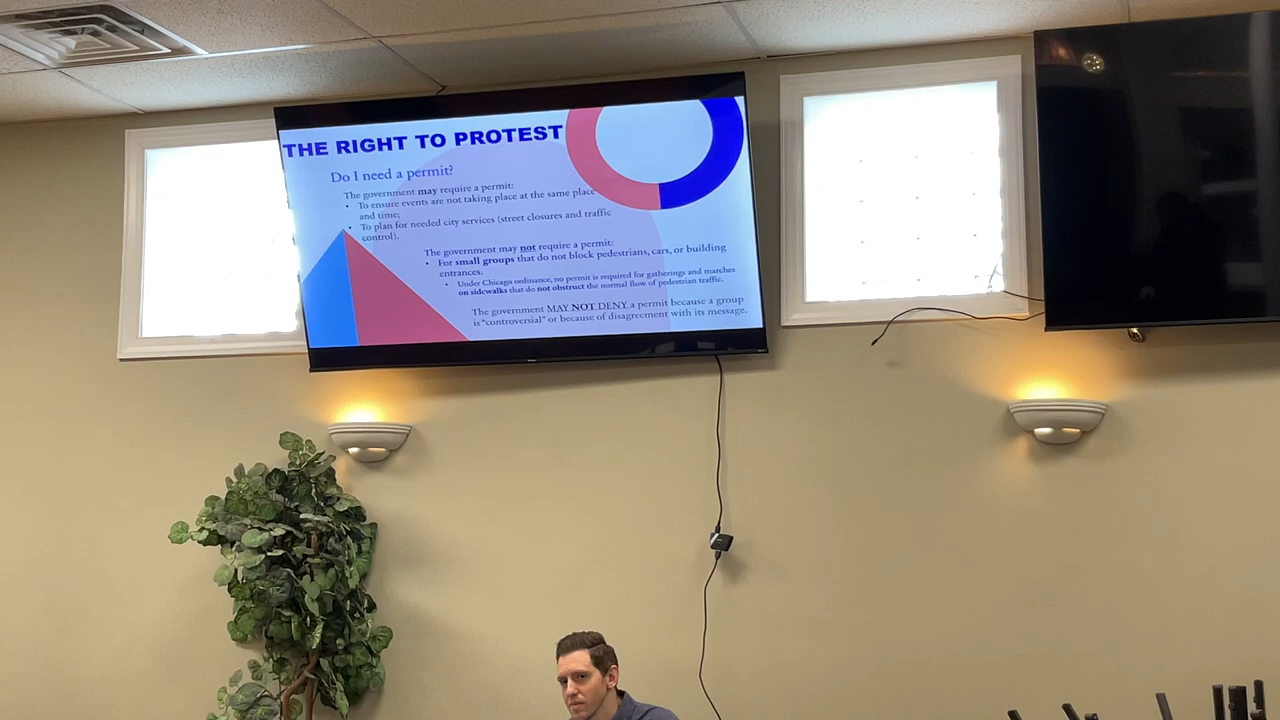 THE RIGHT TO PROTEST
Do I need a permit?
The government may require a permit:
• To ensure events are not taking place at the same place
and time;
• To plan for needed city services (street closures and traffic
control).
The government may not require a permit:
• For small groups that do not block pedestrians, cars, or building
entrances.
• Under Chicago ordinance, no permit is required for gatherings and marches
on sidewalks that do not obstruct the normal flow of pedestrian traffic.
The government MAY NOT DENY a permit because a group
is "controversial" or because of disagreement with its message.